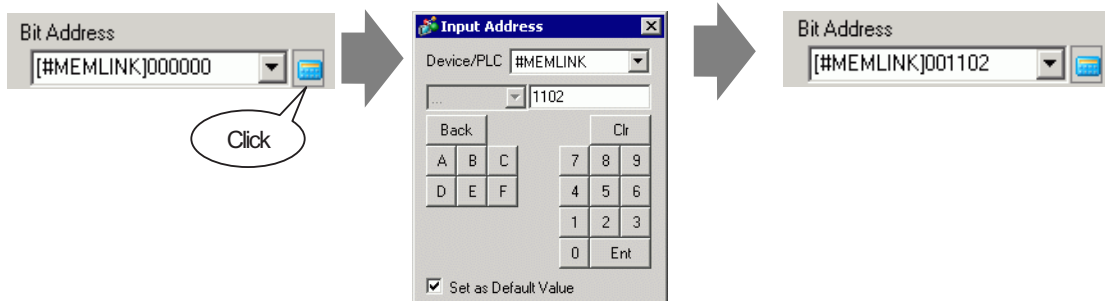 Bit Address
[#MEMLINK]000000
Click
Input Address
Device/PLC #MEMLINK
... 1102
Back Clr
A B C 7 8 9
D E F 4 5 6
1 2 3
0 Ent
Set as Default Value
Bit Address
[#MEMLINK]001102